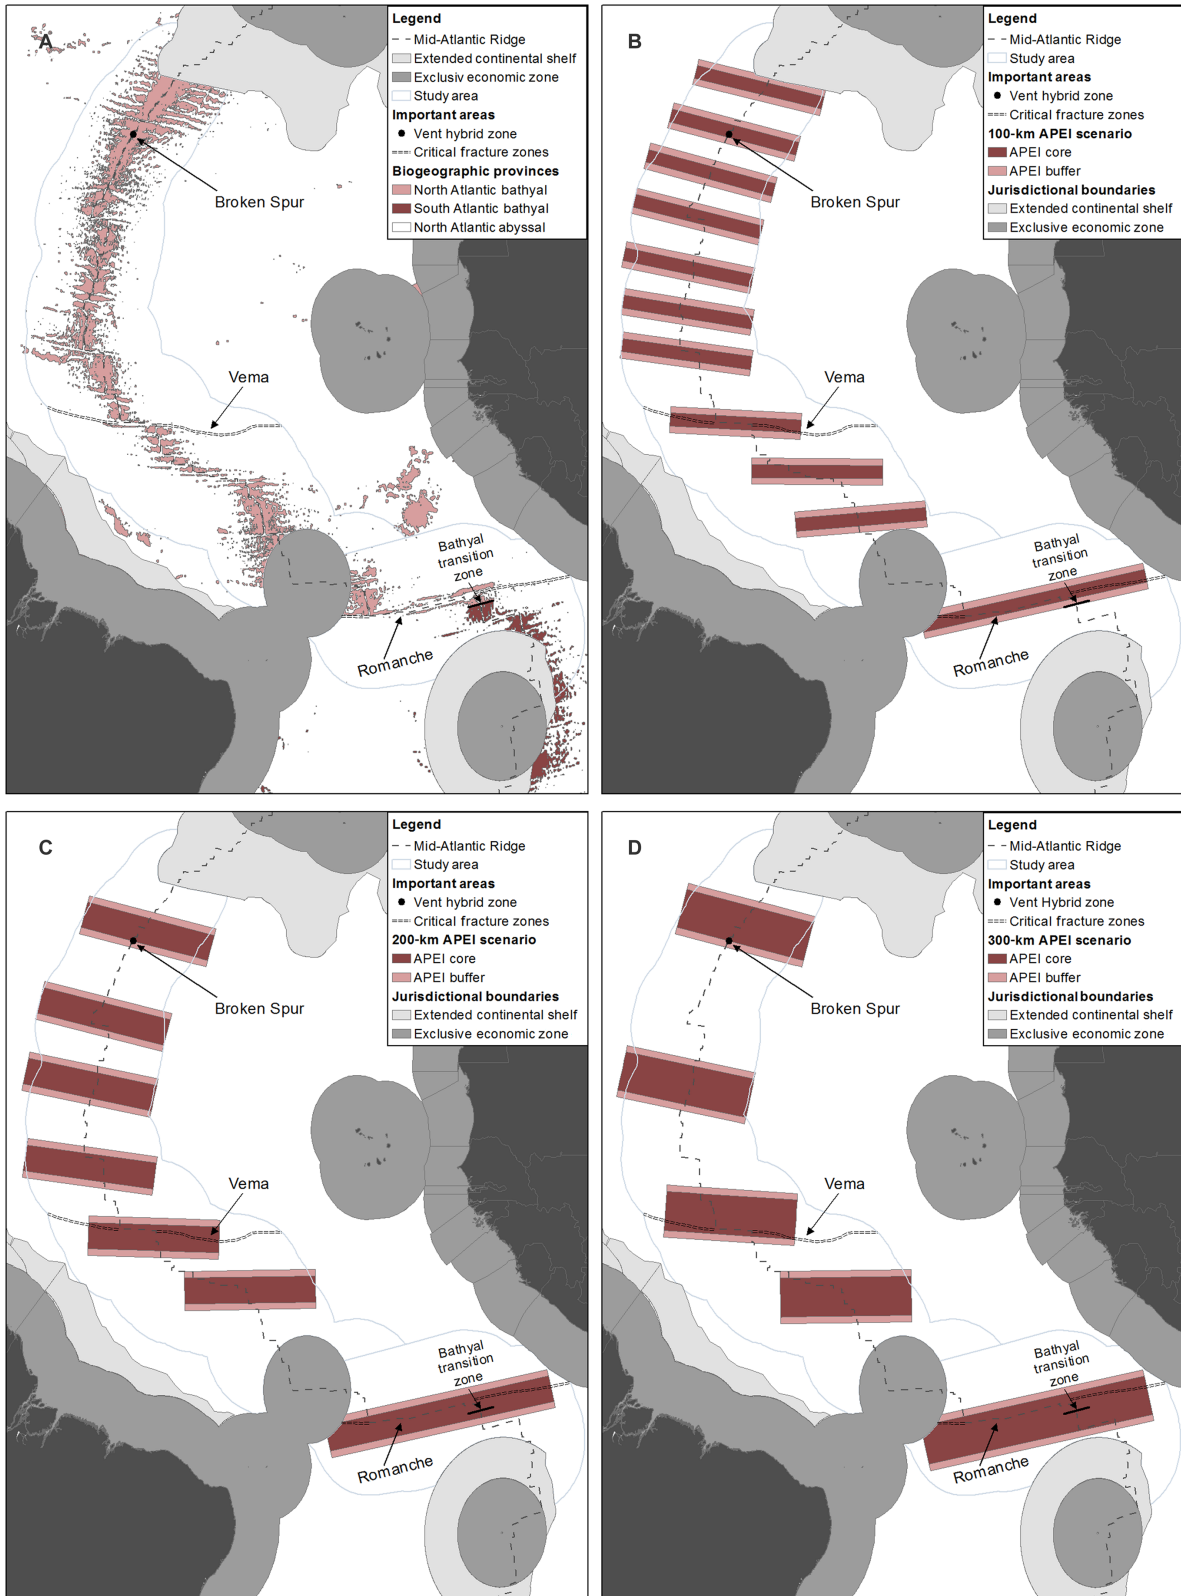 A
Legend
Mid-Atlantic Ridge
Extended continental shelf
Exclusive economic zone
Study area
Important areas
Vent hybrid zone
Critical fracture zones
Biogeographic provinces
North Atlantic bathyal
South Atlantic bathyal
North Atlantic abyssal
Broken Spur
Vema
Bathyal
transition
zone
Romanche
B
Legend
Mid-Atlantic Ridge
Study area
Important areas
Vent hybrid zone
Critical fracture zones
100-km APEI scenario
APEI core
APEI buffer
Jurisdictional boundaries
Extended continental shelf
Exclusive economic zone
Broken Spur
Vema
Bathyal
transition
zone
Romanche
C
Legend
Mid-Atlantic Ridge
Study area
Important areas
Vent hybrid zone
Critical fracture zones
200-km APEI scenario
APEI core
APEI buffer
Jurisdictional boundaries
Extended continental shelf
Exclusive economic zone
Broken Spur
Vema
Bathyal
transition
zone
Romanche
D
Legend
Mid-Atlantic Ridge
Study area
Important areas
Vent Hybrid zone
Critical fracture zones
300-km APEI scenario
APEI core
APEI buffer
Jurisdictional boundaries
Extended continental shelf
Exclusive economic zone
Broken Spur
Vema
Bathyal
transition
zone
Romanche